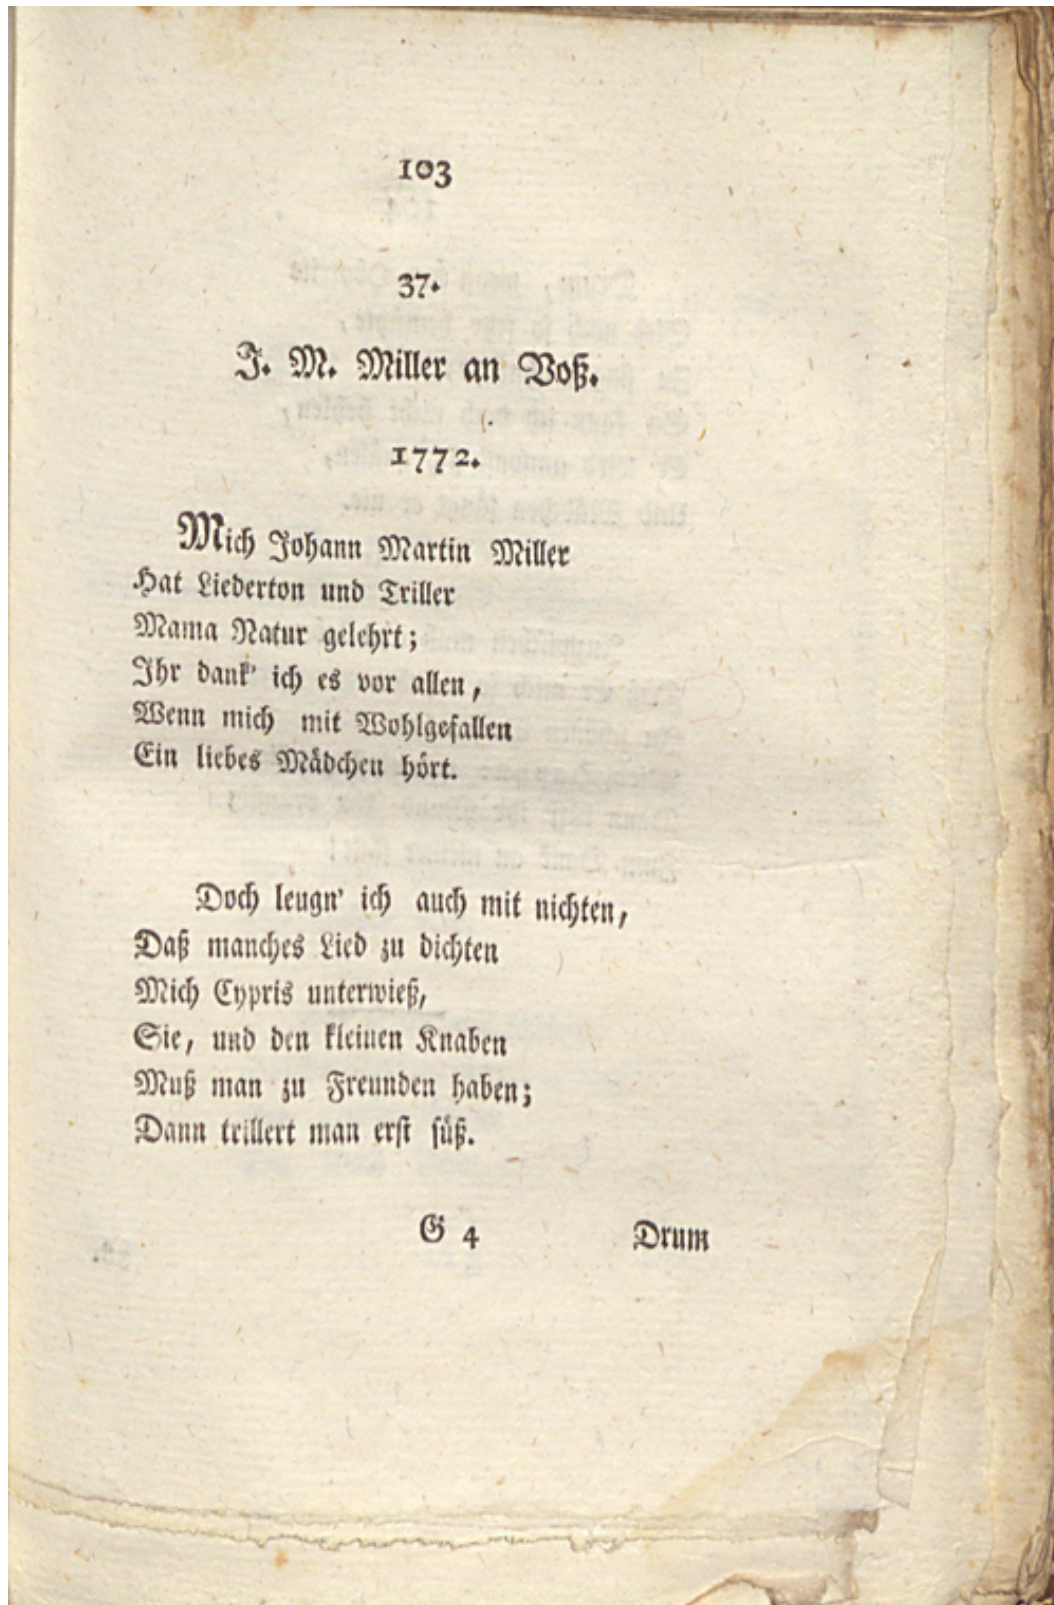 103
37.
J. M. Miller an Voß.
1772.
Mich Johann Martin Miller
Hat Liederton und Triller
Mama Natur gelehrt;
Ihr dank' ich es vor allen,
Wenn mich mit Wohlgefallen
Ein liebes Mädchen hört.
Doch leugn' ich auch mit nichten,
Daß manches Lied zu dichten
Mich Cypris unterwieß,
Sie, und den kleinen Knaben
Muß man zu Freunden haben;
Dann trillert man erst süß.
G 4 Drum